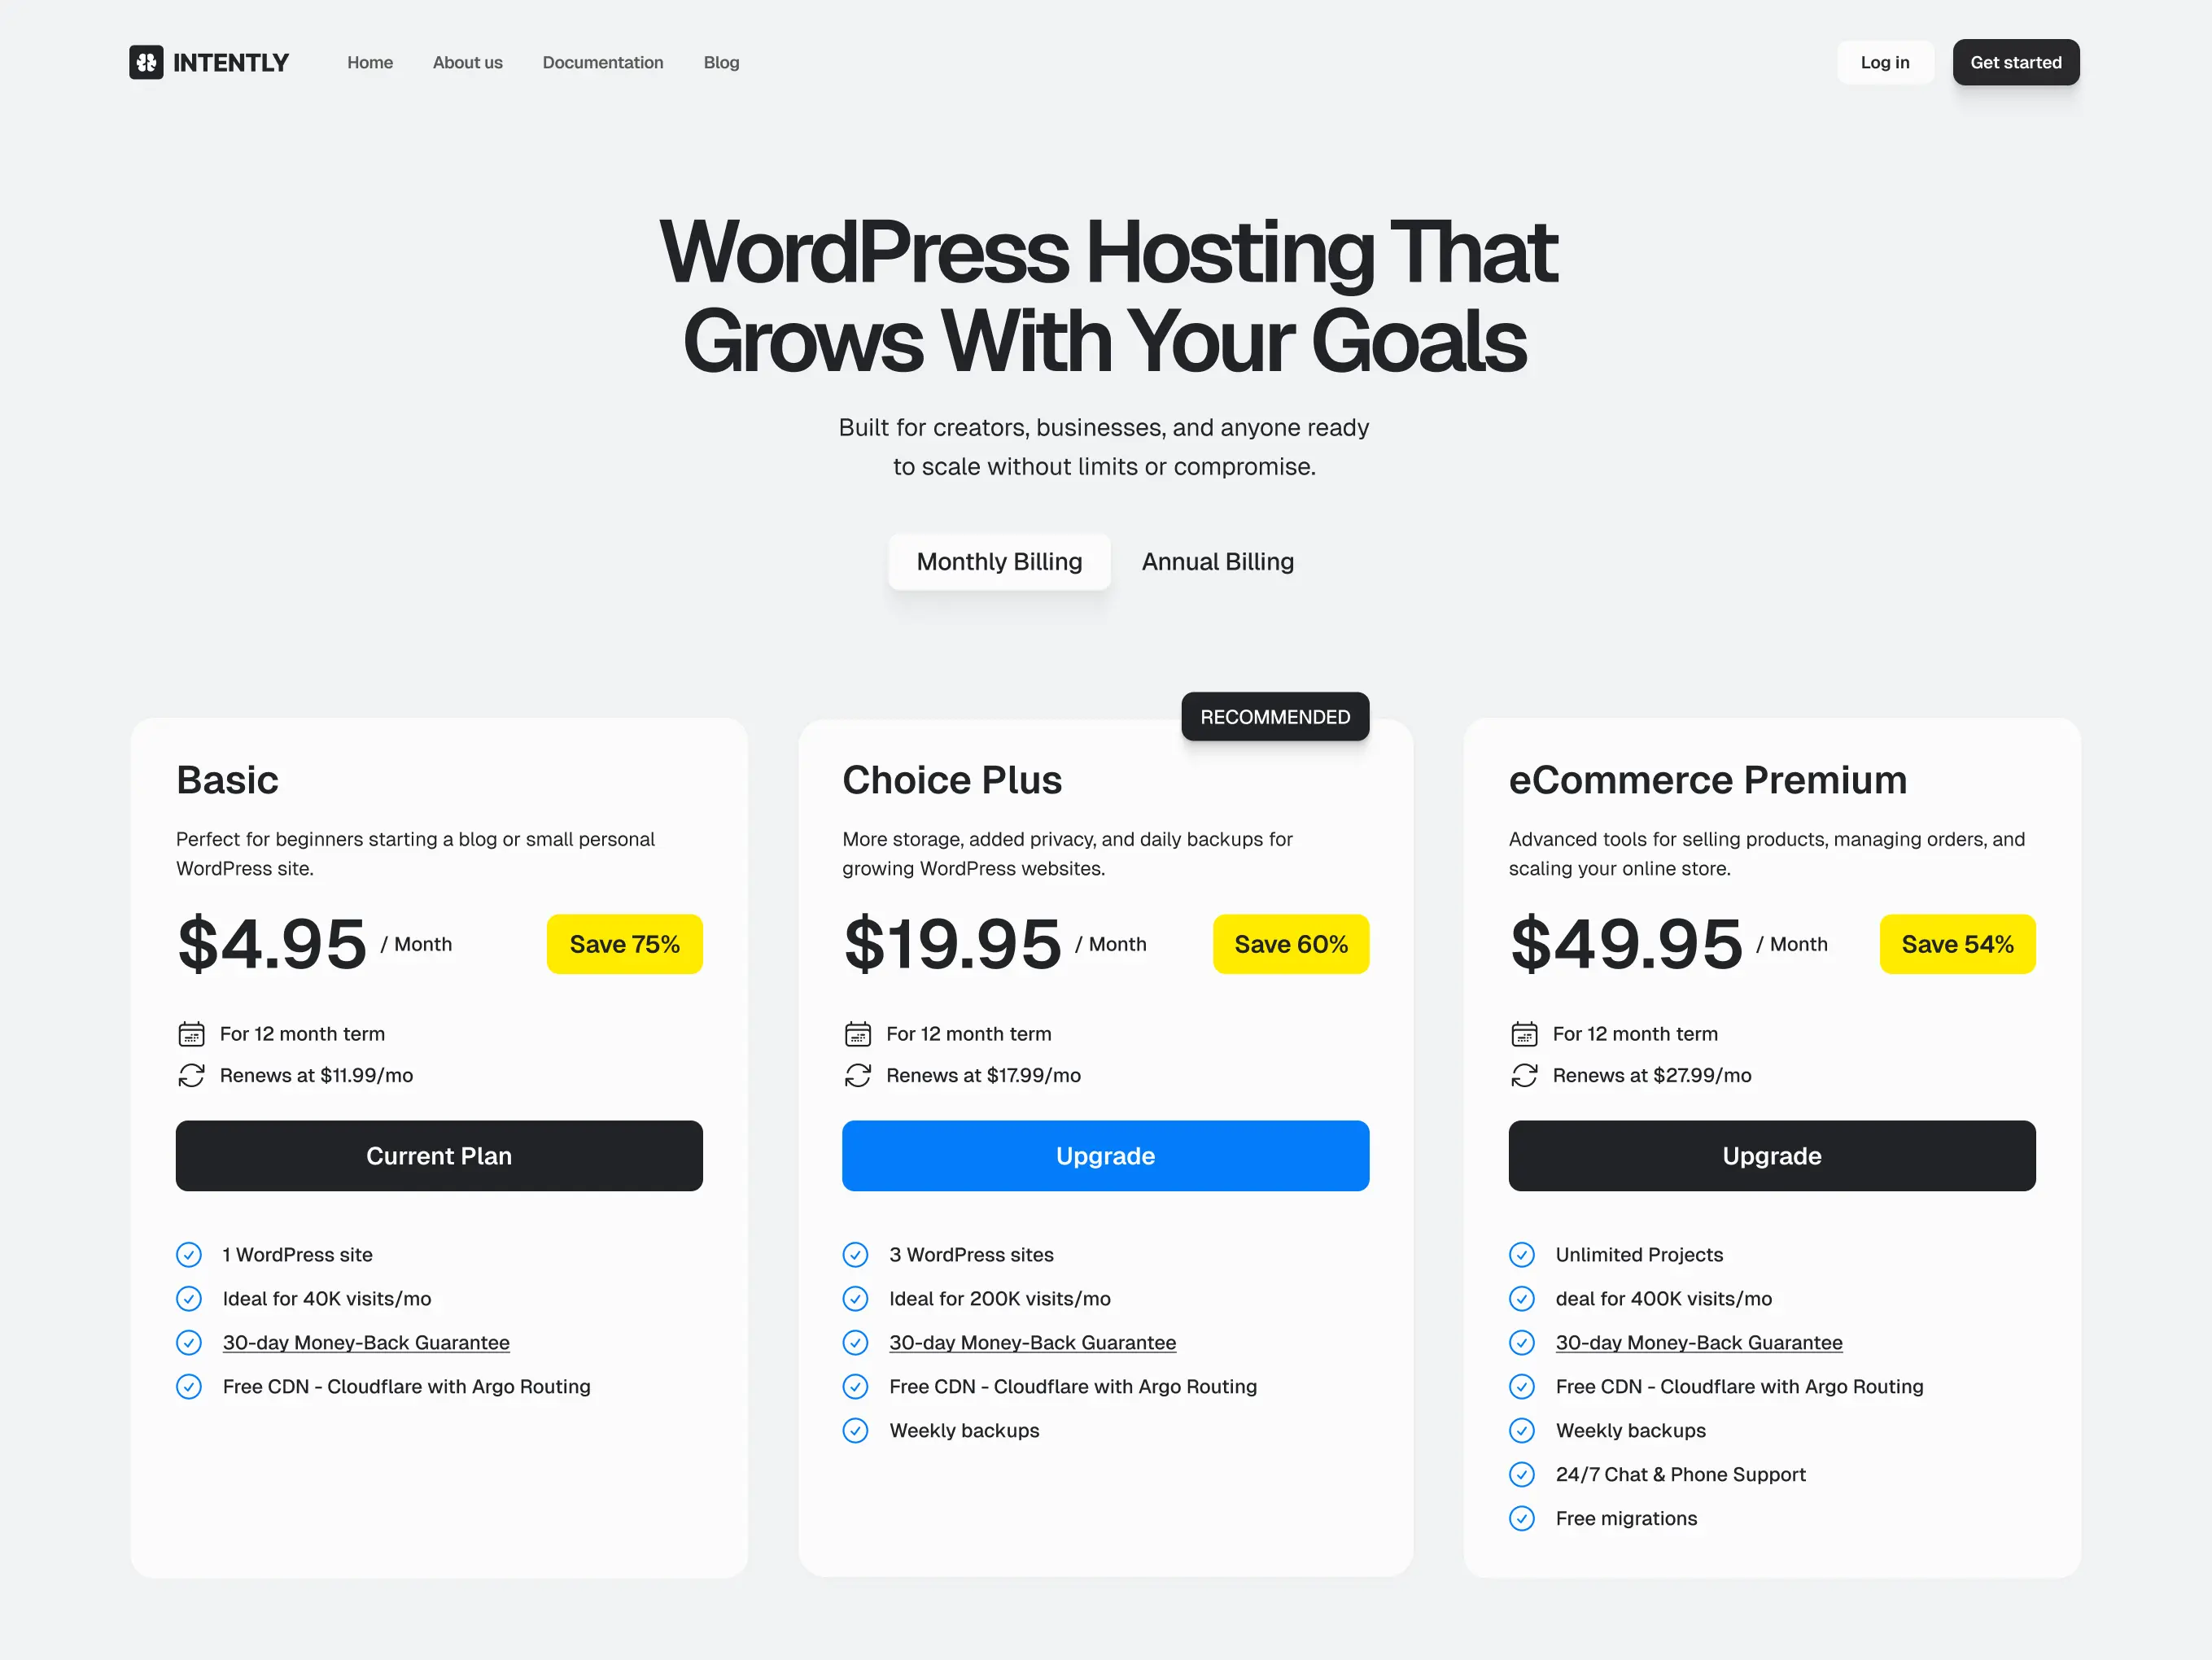 INTENTLY
Home
About us
Documentation
Blog
Log in
Get started
WordPress Hosting That
Grows With Your Goals
Built for creators, businesses, and anyone ready
to scale without limits or compromise.
Monthly Billing
Annual Billing
Basic
Perfect for beginners starting a blog or small personal
WordPress site.
$4.95 / Month
Save 75%
For 12 month term
Renews at $11.99/mo
Current Plan
1 WordPress site
Ideal for 40K visits/mo
30-day Money-Back Guarantee
Free CDN - Cloudflare with Argo Routing
RECOMMENDED
Choice Plus
More storage, added privacy, and daily backups for
growing WordPress websites.
$19.95 / Month
Save 60%
For 12 month term
Renews at $17.99/mo
Upgrade
3 WordPress sites
Ideal for 200K visits/mo
30-day Money-Back Guarantee
Free CDN - Cloudflare with Argo Routing
Weekly backups
eCommerce Premium
Advanced tools for selling products, managing orders, and
scaling your online store.
$49.95 / Month
Save 54%
For 12 month term
Renews at $27.99/mo
Upgrade
Unlimited Projects
deal for 400K visits/mo
30-day Money-Back Guarantee
Free CDN - Cloudflare with Argo Routing
Weekly backups
24/7 Chat & Phone Support
Free migrations